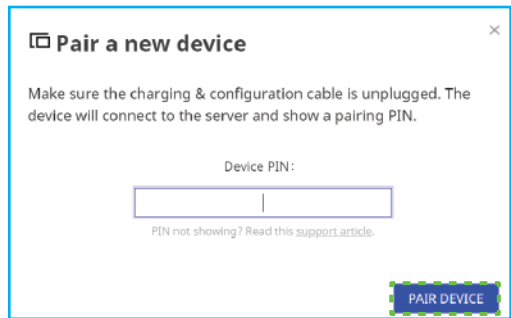 Pair a new device
Make sure the charging & configuration cable is unplugged. The
device will connect to the server and show a pairing PIN.
Device PIN:
PIN not showing? Read this support article.
PAIR DEVICE